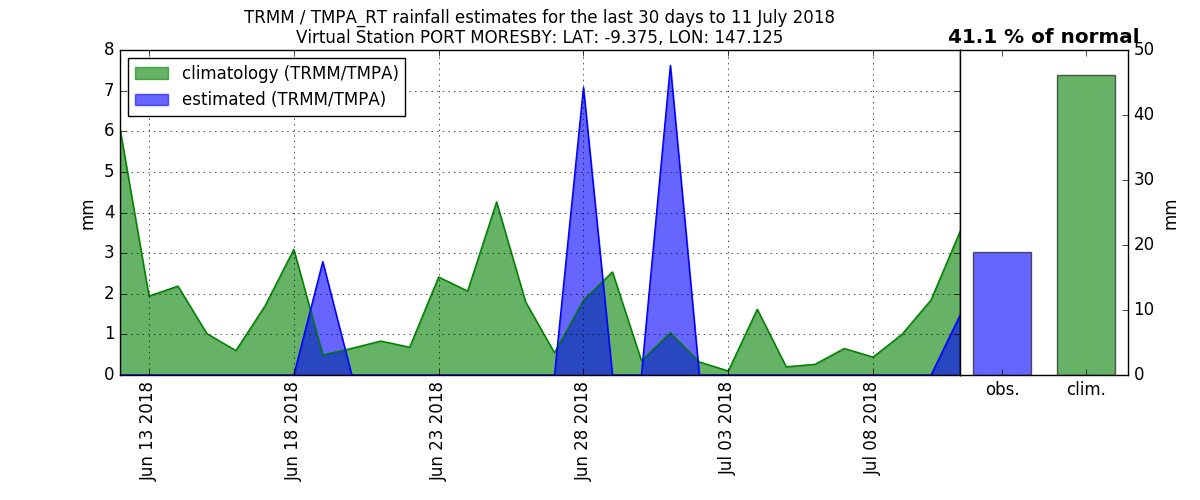 TRMM / TMPA_RT rainfall estimates for the last 30 days to 11 July 2018
Virtual Station PORT MORESBY: LAT: -9.375, LON: 147.125
41.1 % of normal
climatology (TRMM/TMPA)
estimated (TRMM/TMPA)
8
7
6
5
4
3
2
1
0
mm
Jun 13 2018
Jun 18 2018
Jun 23 2018
Jun 28 2018
Jul 03 2018
Jul 08 2018
obs.
clim.
50
40
30
20
10
0
mm